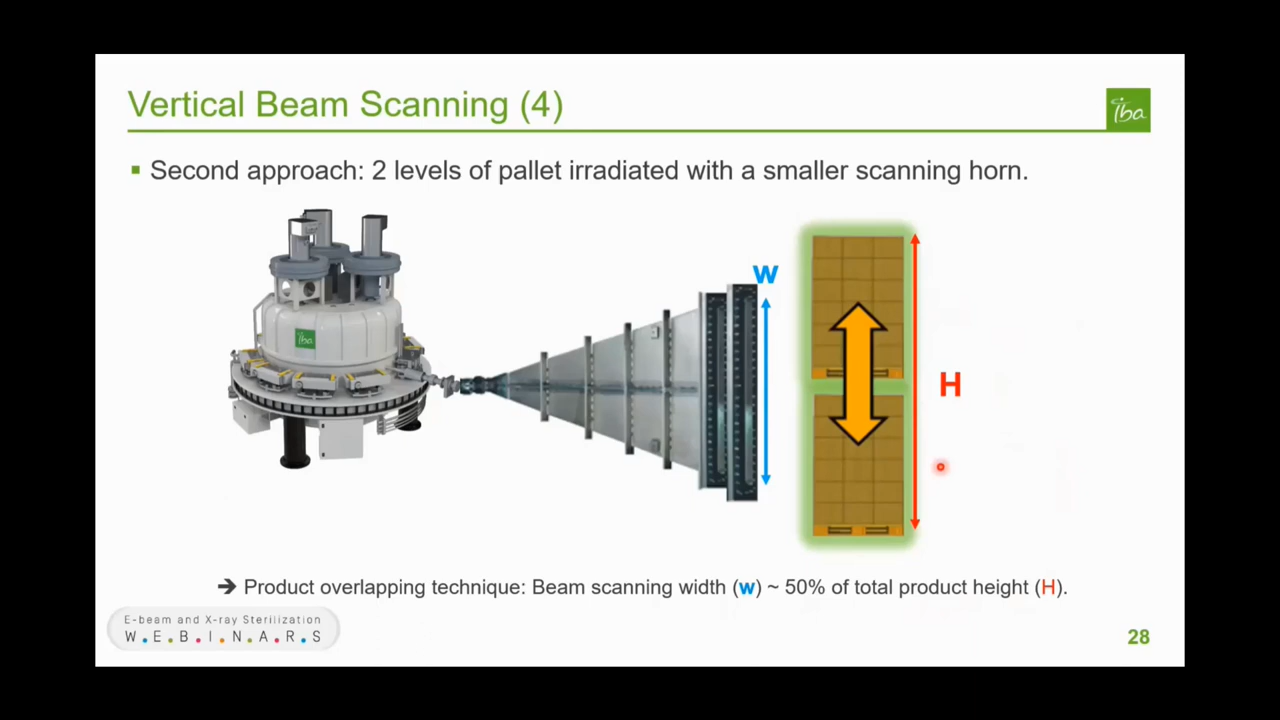 Vertical Beam Scanning (4)
iba
▪ Second approach: 2 levels of pallet irradiated with a smaller scanning horn.
iba
w
H
➔ Product overlapping technique: Beam scanning width (w) ~ 50% of total product height (H).
E-beam and X-ray Sterilization
W.E.B.I.N.A.R.S
28